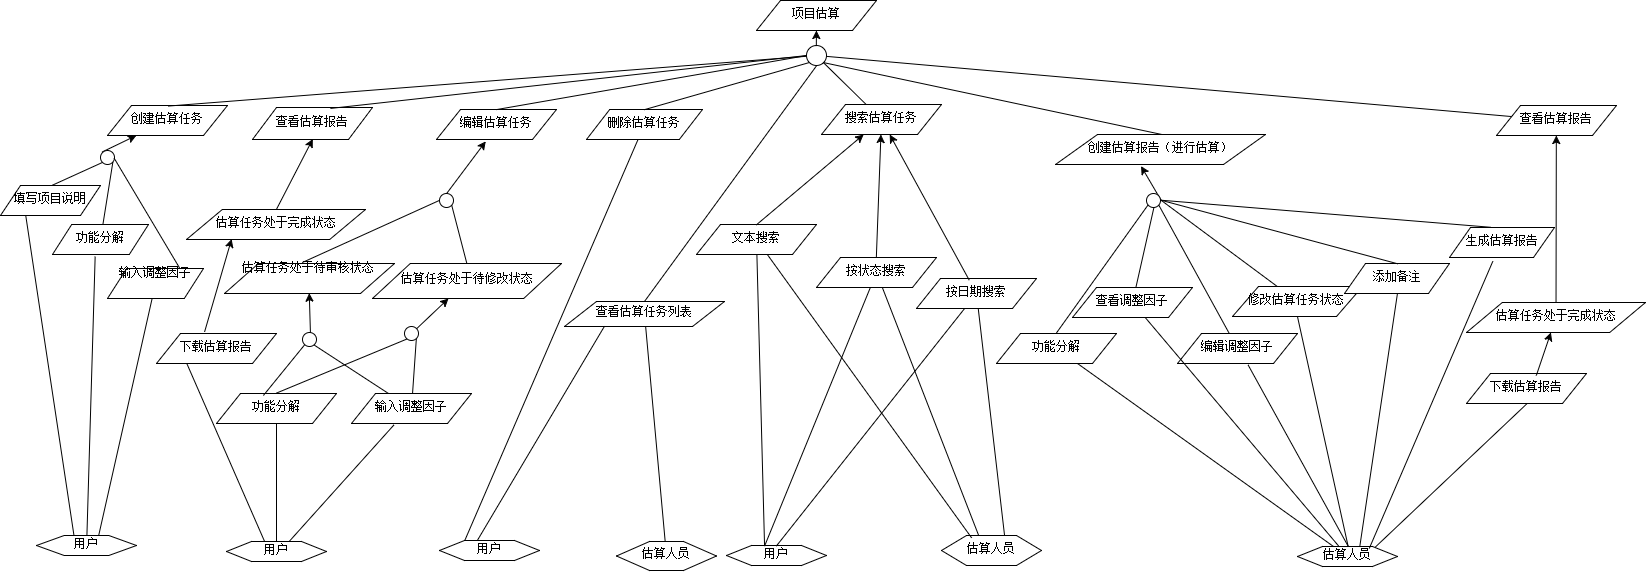 项目估算
创建估算任务
查看估算报告
编辑估算任务
删除估算任务
搜索估算任务
创建估算报告（进行估算）
查看估算报告
填写项目说明
功能分解
输入调整因子
估算任务处于完成状态
估算任务处于待审核状态
估算任务处于待修改状态
查看估算任务列表
文本搜索
按状态搜索
按日期搜索
生成估算报告
添加备注
修改估算任务状态
查看调整因子
编辑调整因子
功能分解
估算任务处于完成状态
下载估算报告
下载估算报告
功能分解
输入调整因子
用户
用户
用户
估算人员
用户
估算人员
估算人员